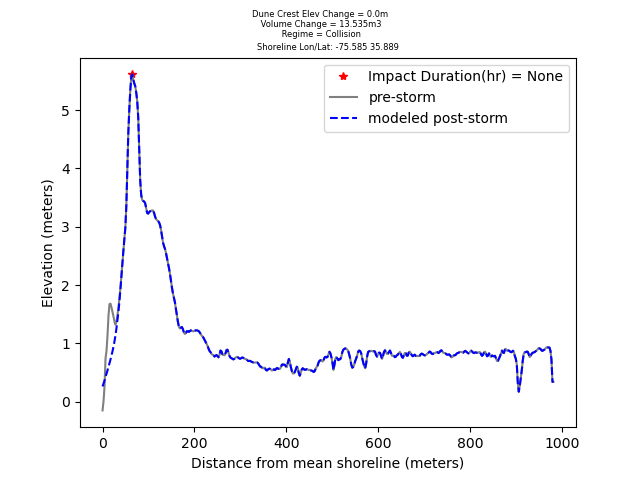 Dune Crest Elev Change = 0.0m
Volume Change = 13.535m3
Regime = Collision
Shoreline Lon/Lat: -75.585 35.889
Impact Duration(hr) = None
pre-storm
modeled post-storm
Elevation (meters)
5
4
3
2
1
0
0 200 400 600 800 1000
Distance from mean shoreline (meters)